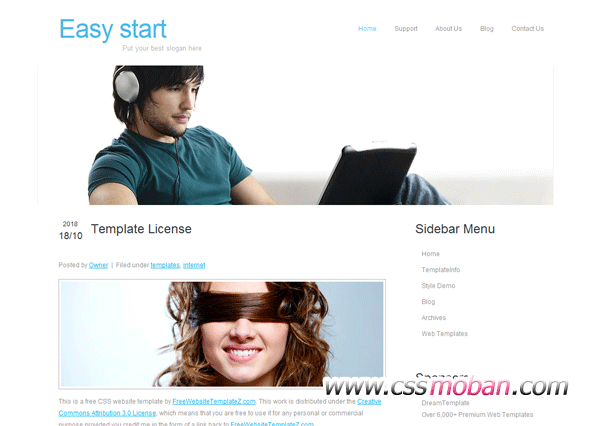 Easy start
Put your best slogan here
Home Support About Us Blog Contact Us
2018
18/10
Template License
Posted by Owner | Filed under templates, internet
This is a free CSS website template by FreeWebsiteTemplateZ.com. This work is distributed under the Creative
Commons Attribution 3.0 License, which means that you are free to use it for any personal or commercial
purpose provided you credit me in the form of a link back to FreeWebsiteTemplateZ.com.
Sidebar Menu
Home
TemplateInfo
Style Demo
Blog
Archives
Web Templates
Sponsors
www.cssmoban.com
DreamTemplate
Over 6,000+ Premium Web Templates